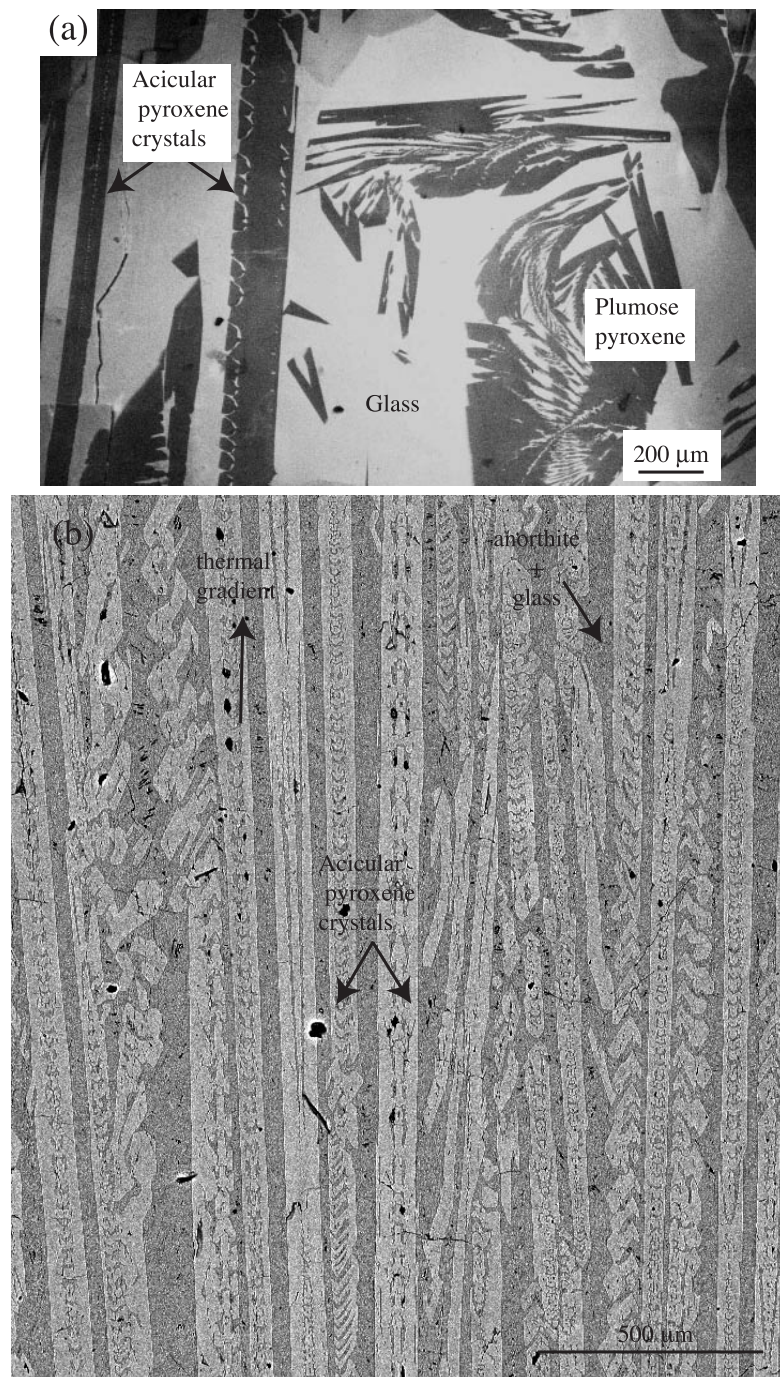 (a)
Acicular
pyroxene
crystals
Plumose
pyroxene
Glass
200 μm
(b)
thermal
gradient
anorthite
+
glass
Acicular
pyroxene
crystals
500 μm